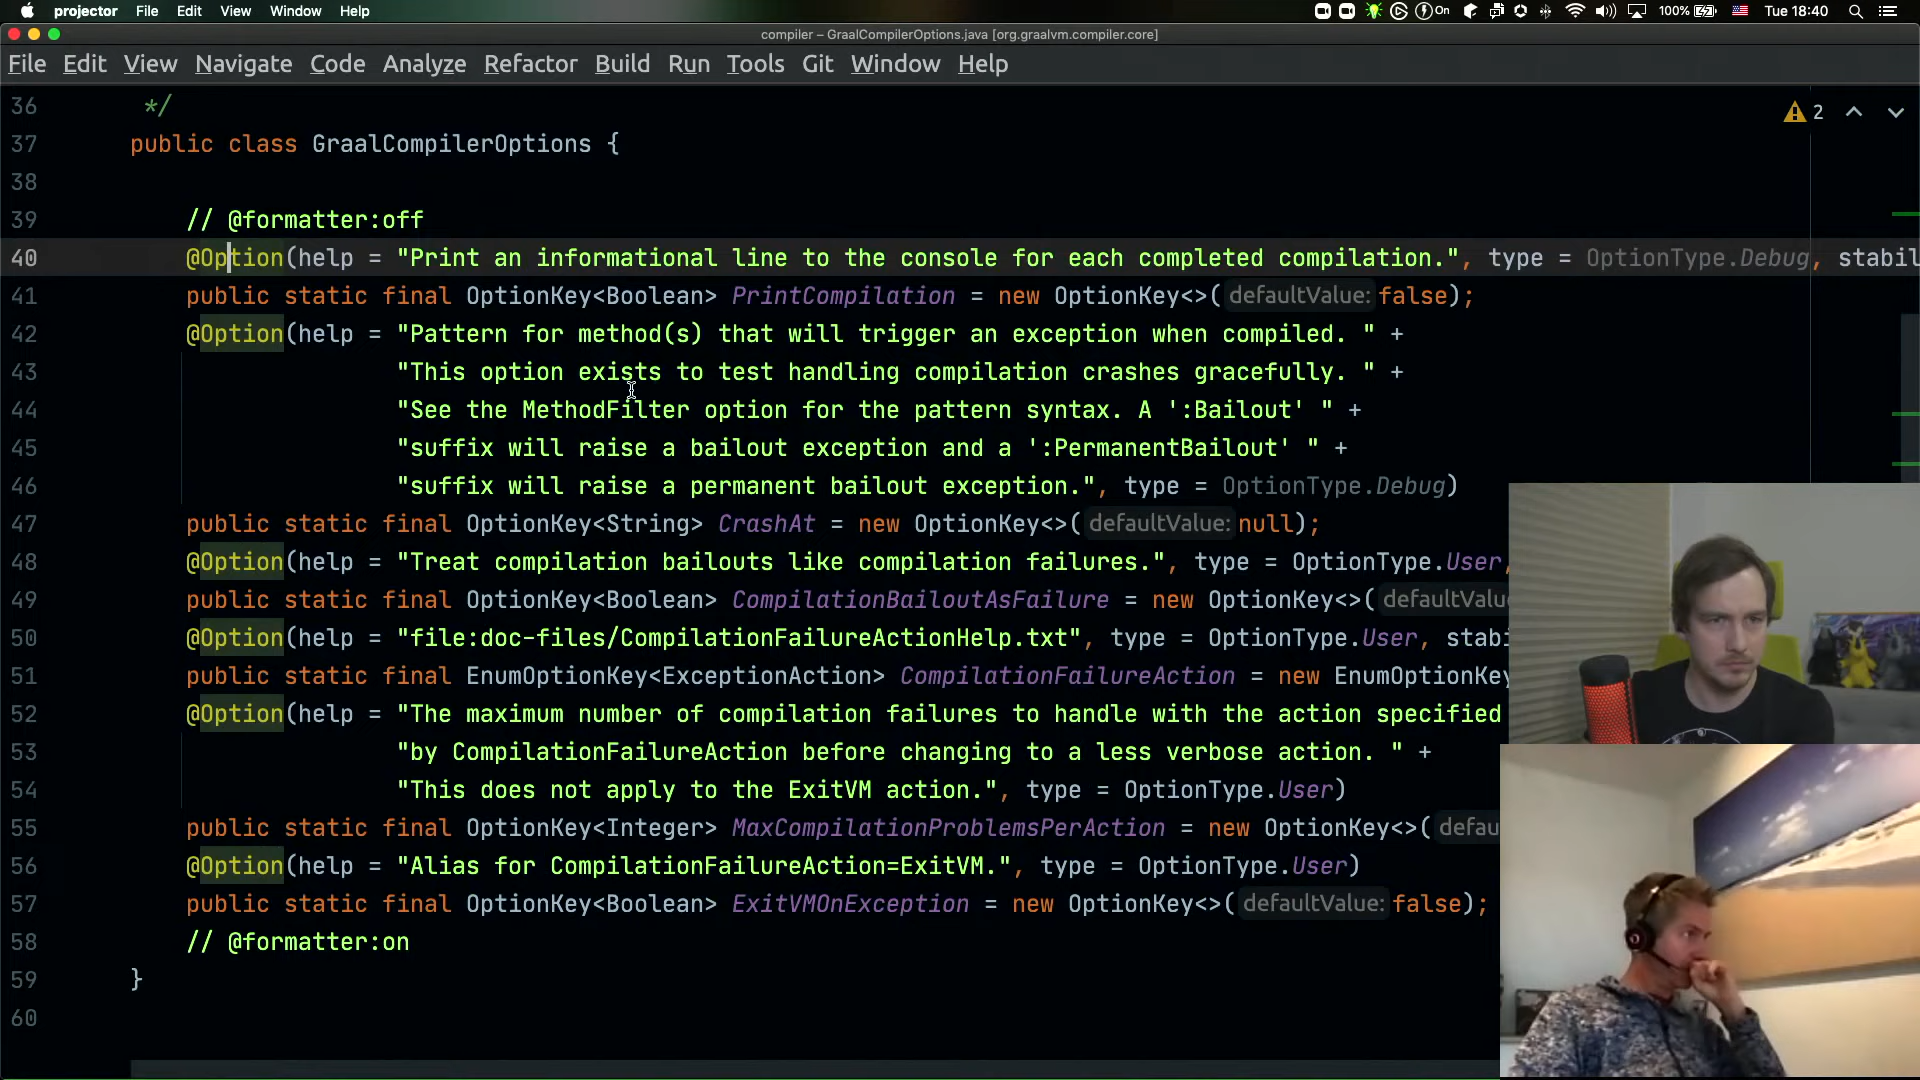 projector File Edit View Window Help
On 100% Tue 18:40
compiler – GraalCompilerOptions.java [org.graalvm.compiler.core]
File Edit View Navigate Code Analyze Refactor Build Run Tools Git Window Help
36 */
2
37 public class GraalCompilerOptions {
38
39 // @formatter:off
40 @Option(help = "Print an informational line to the console for each completed compilation.", type = OptionType.Debug, stabil
41 public static final OptionKey<Boolean> PrintCompilation = new OptionKey<>( defaultValue: false);
42 @Option(help = "Pattern for method(s) that will trigger an exception when compiled. " +
43 "This option exists to test handling compilation crashes gracefully. " +
44 "See the MethodFilter option for the pattern syntax. A ':Bailout' " +
45 "suffix will raise a bailout exception and a ':PermanentBailout' " +
46 "suffix will raise a permanent bailout exception.", type = OptionType.Debug)
47 public static final OptionKey<String> CrashAt = new OptionKey<>( defaultValue: null);
48 @Option(help = "Treat compilation bailouts like compilation failures.", type = OptionType.User,
49 public static final OptionKey<Boolean> CompilationBailoutAsFailure = new OptionKey<>( defaultValu
50 @Option(help = "file:doc-files/CompilationFailureActionHelp.txt", type = OptionType.User, stabi
51 public static final EnumOptionKey<ExceptionAction> CompilationFailureAction = new EnumOptionKey
52 @Option(help = "The maximum number of compilation failures to handle with the action specified
53 "by CompilationFailureAction before changing to a less verbose action. " +
54 "This does not apply to the ExitVM action.", type = OptionType.User)
55 public static final OptionKey<Integer> MaxCompilationProblemsPerAction = new OptionKey<>( defau
56 @Option(help = "Alias for CompilationFailureAction=ExitVM.", type = OptionType.User)
57 public static final OptionKey<Boolean> ExitVMOnException = new OptionKey<>( defaultValue: false);
58 // @formatter:on
59 }
60